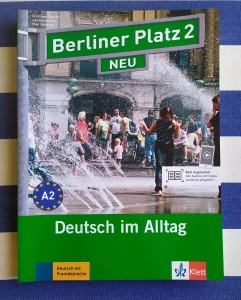 Berliner Platz 2
NEU
A2
Deutsch im Alltag
Deutsch als
Fremdsprache
Klett